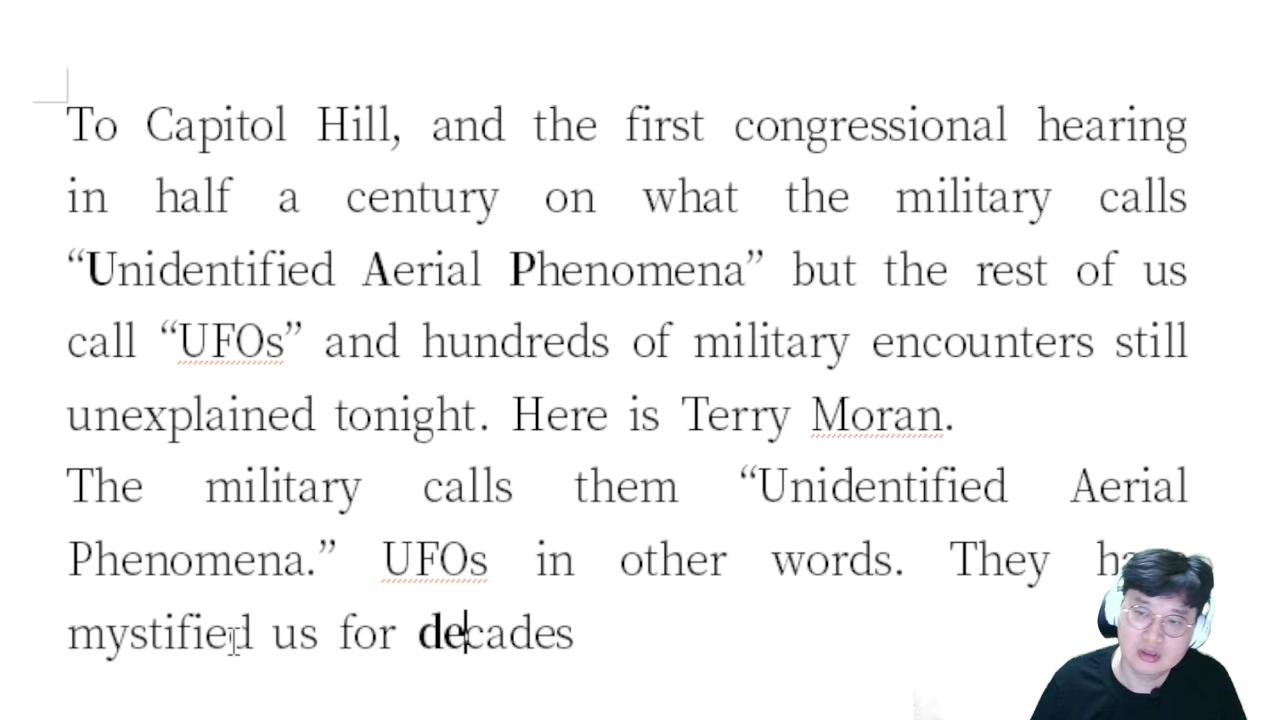 To Capitol Hill, and the first congressional hearing
in half a century on what the military calls
“Unidentified Aerial Phenomena” but the rest of us
call “UFOs” and hundreds of military encounters still
unexplained tonight. Here is Terry Moran.
The military calls them “Unidentified Aerial
Phenomena.” UFOs in other words. They
mystified us for decades